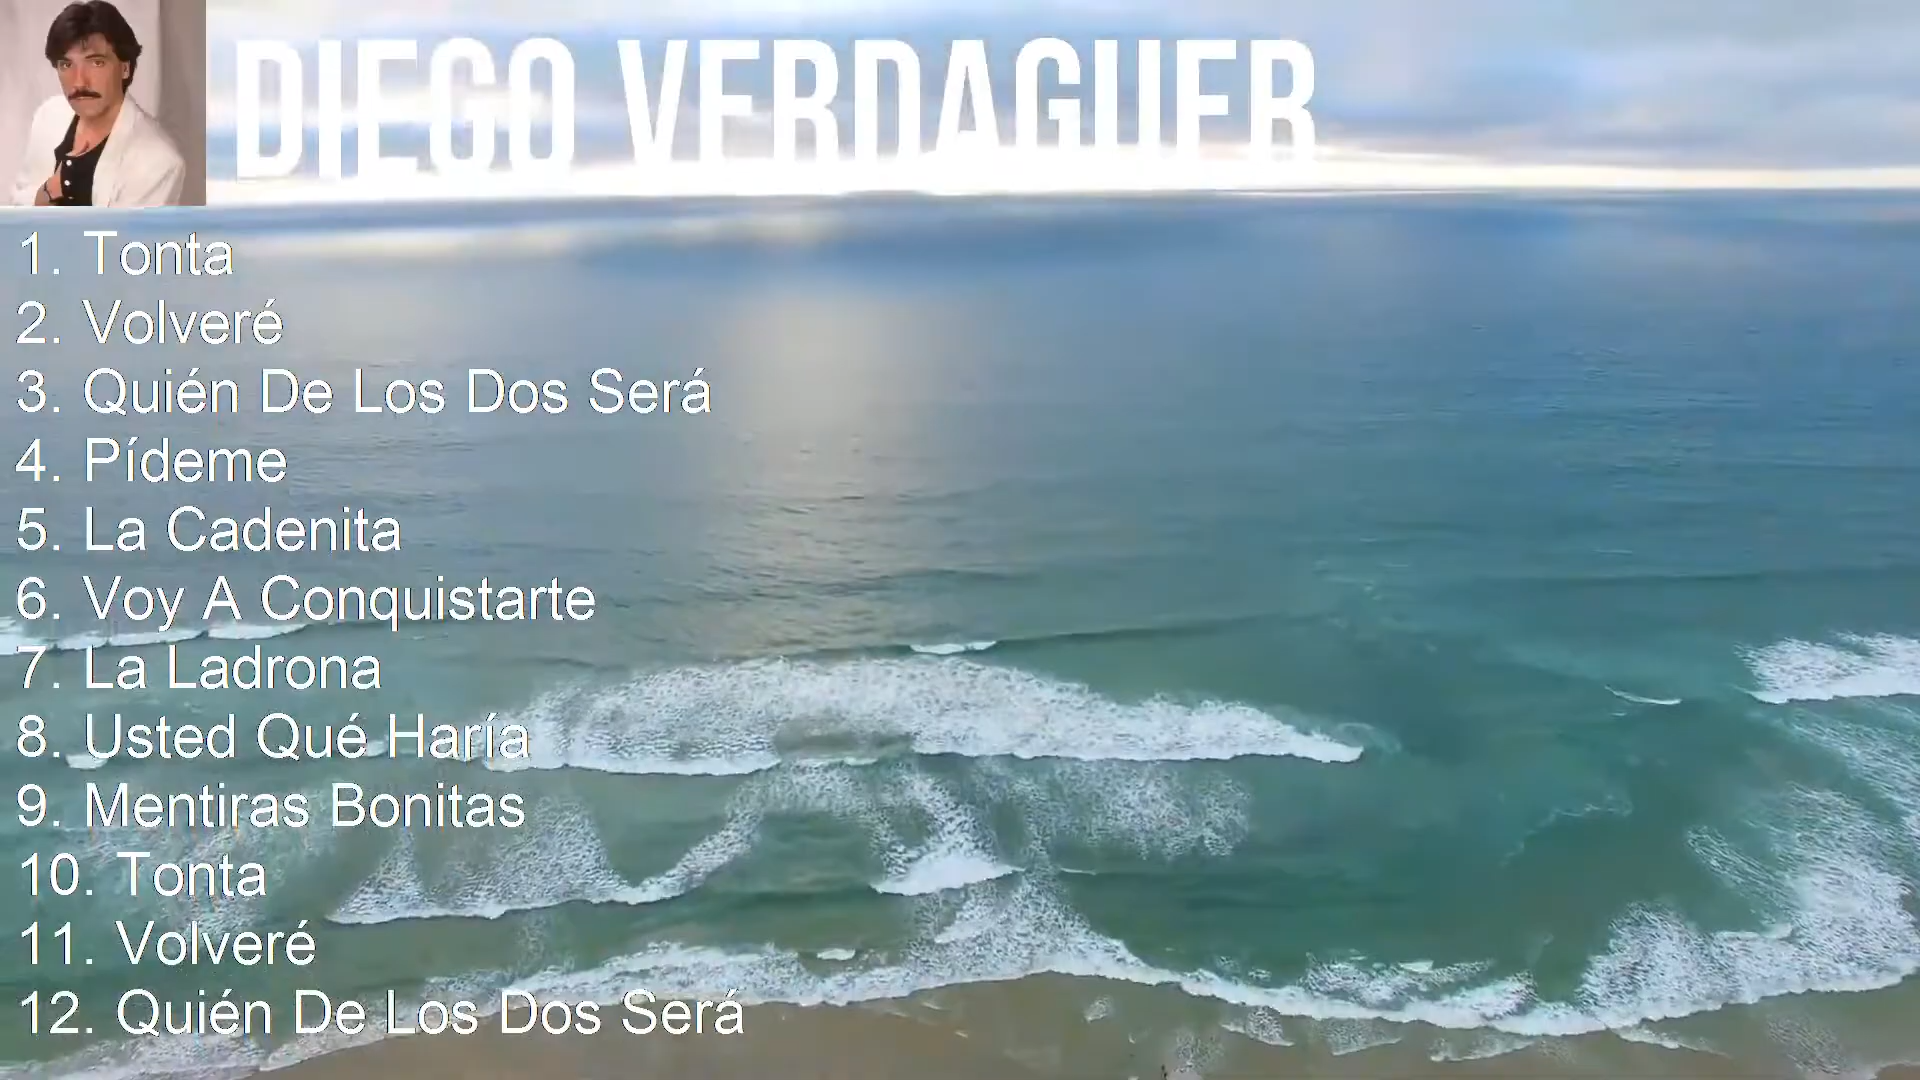 DIEGO VERDAGUER
1. Tonta
2. Volveré
3. Quién De Los Dos Será
4. Pídeme
5. La Cadenita
6. Voy A Conquistarte
7. La Ladrona
8. Usted Qué Haría
9. Mentiras Bonitas
10. Tonta
11. Volveré
12. Quién De Los Dos Será